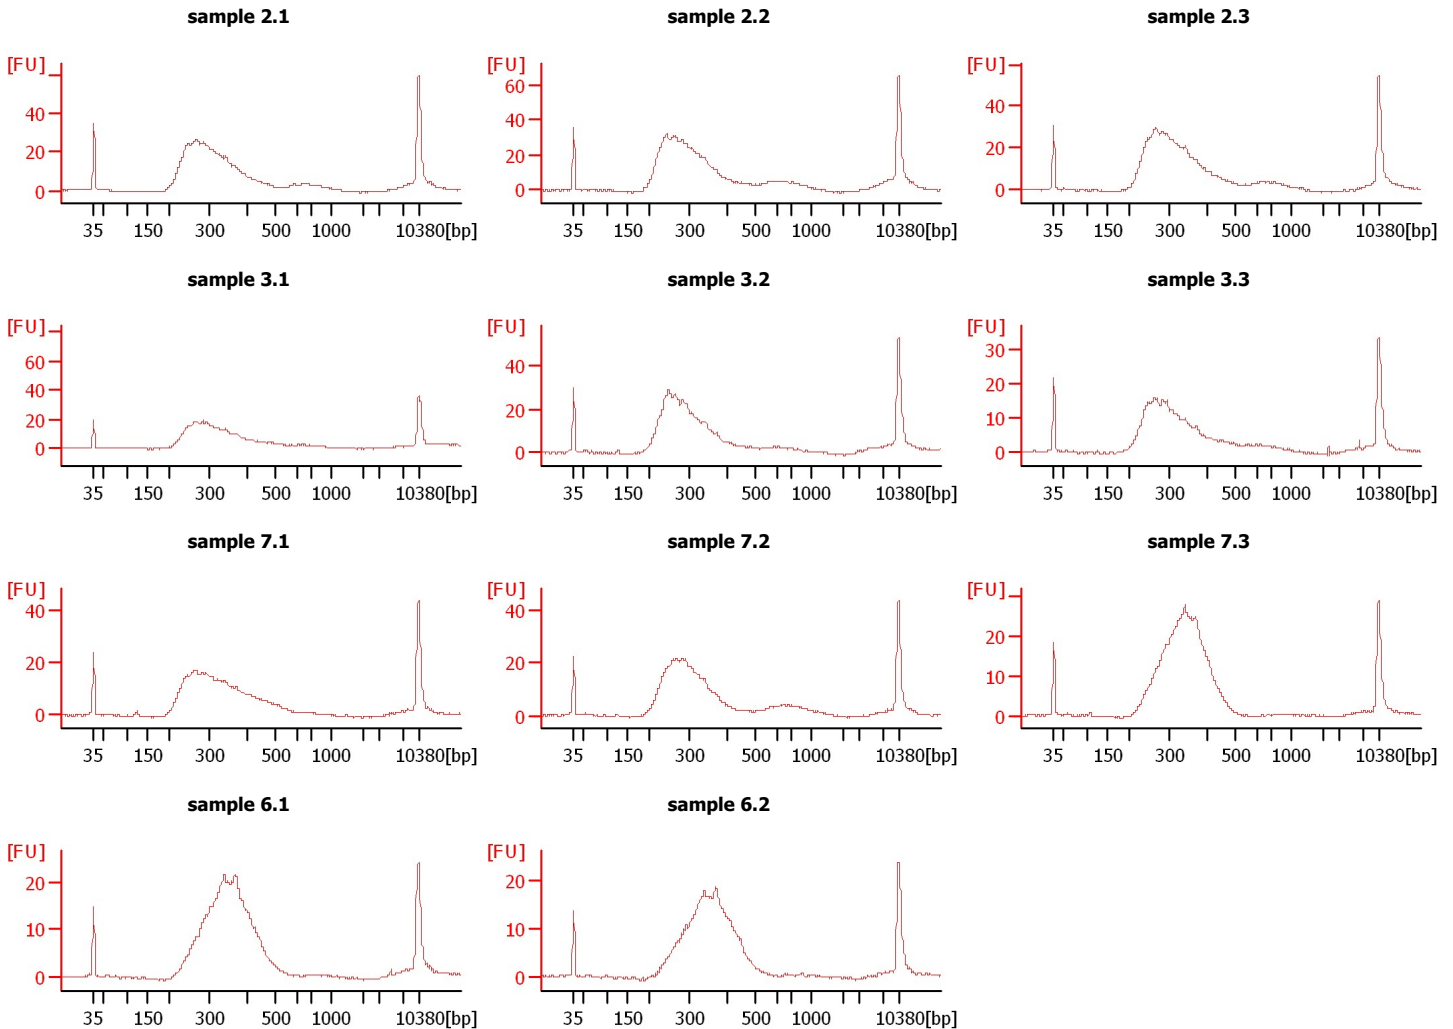 sample 2.1 sample 2.2 sample 2.3
[FU] [FU] [FU]
60
40 40 40
20 20 20
0 0 0
35 150 300 500 1000 10380[bp] 35 150 300 500 1000 10380[bp] 35 150 300 500 1000 10380[bp]
sample 3.1 sample 3.2 sample 3.3
[FU] [FU] [FU]
60 40 30
40 20 20
20 0 10
0 0
35 150 300 500 1000 10380[bp] 35 150 300 500 1000 10380[bp] 35 150 300 500 1000 10380[bp]
sample 7.1 sample 7.2 sample 7.3
[FU] [FU] [FU]
40 40 20
20 20 10
0 0 0
35 150 300 500 1000 10380[bp] 35 150 300 500 1000 10380[bp] 35 150 300 500 1000 10380[bp]
sample 6.1 sample 6.2
[FU] [FU]
20 20
10 10
0 0
35 150 300 500 1000 10380[bp] 35 150 300 500 1000 10380[bp]